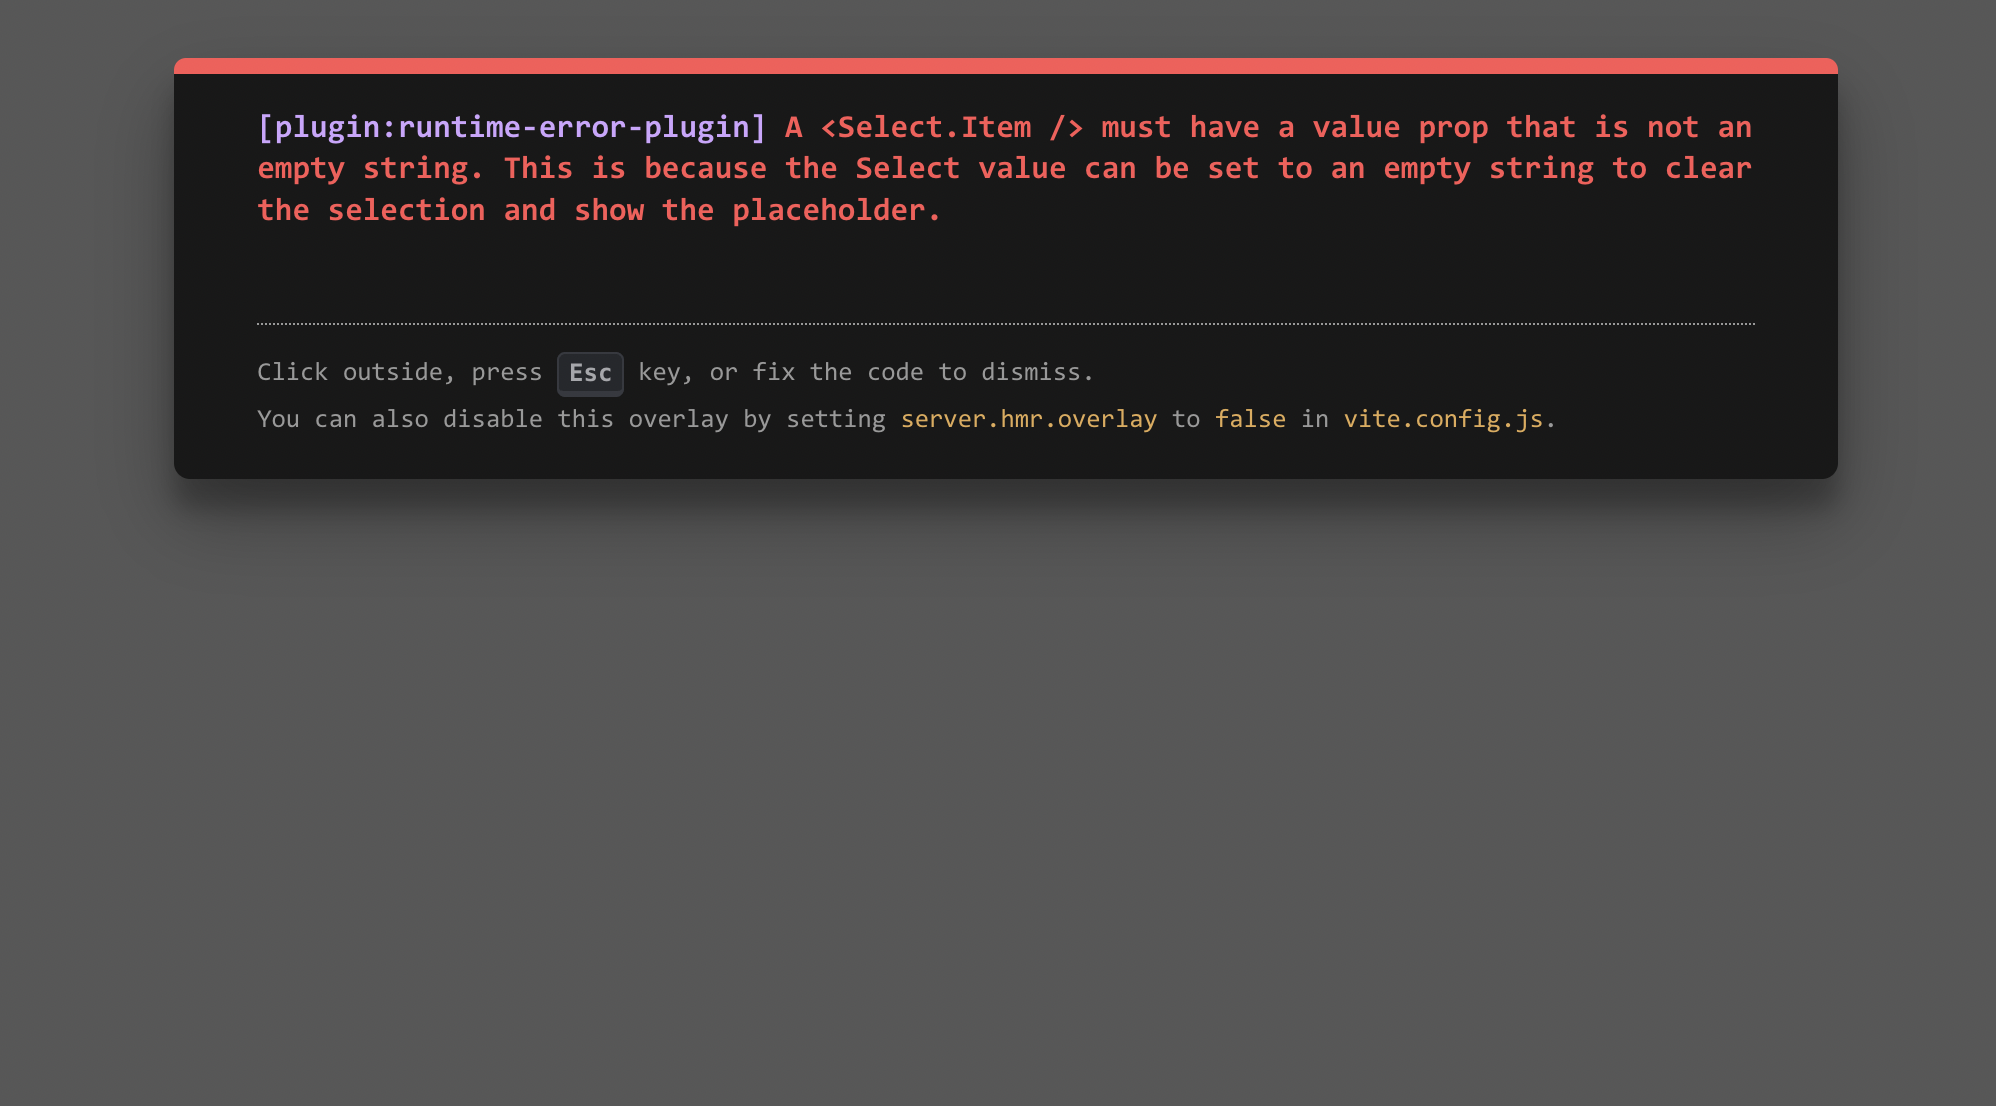 [plugin:runtime-error-plugin] A <Select.Item /> must have a value prop that is not an
empty string. This is because the Select value can be set to an empty string to clear
the selection and show the placeholder.
Click outside, press Esc key, or fix the code to dismiss.
You can also disable this overlay by setting server.hmr.overlay to false in vite.config.js.